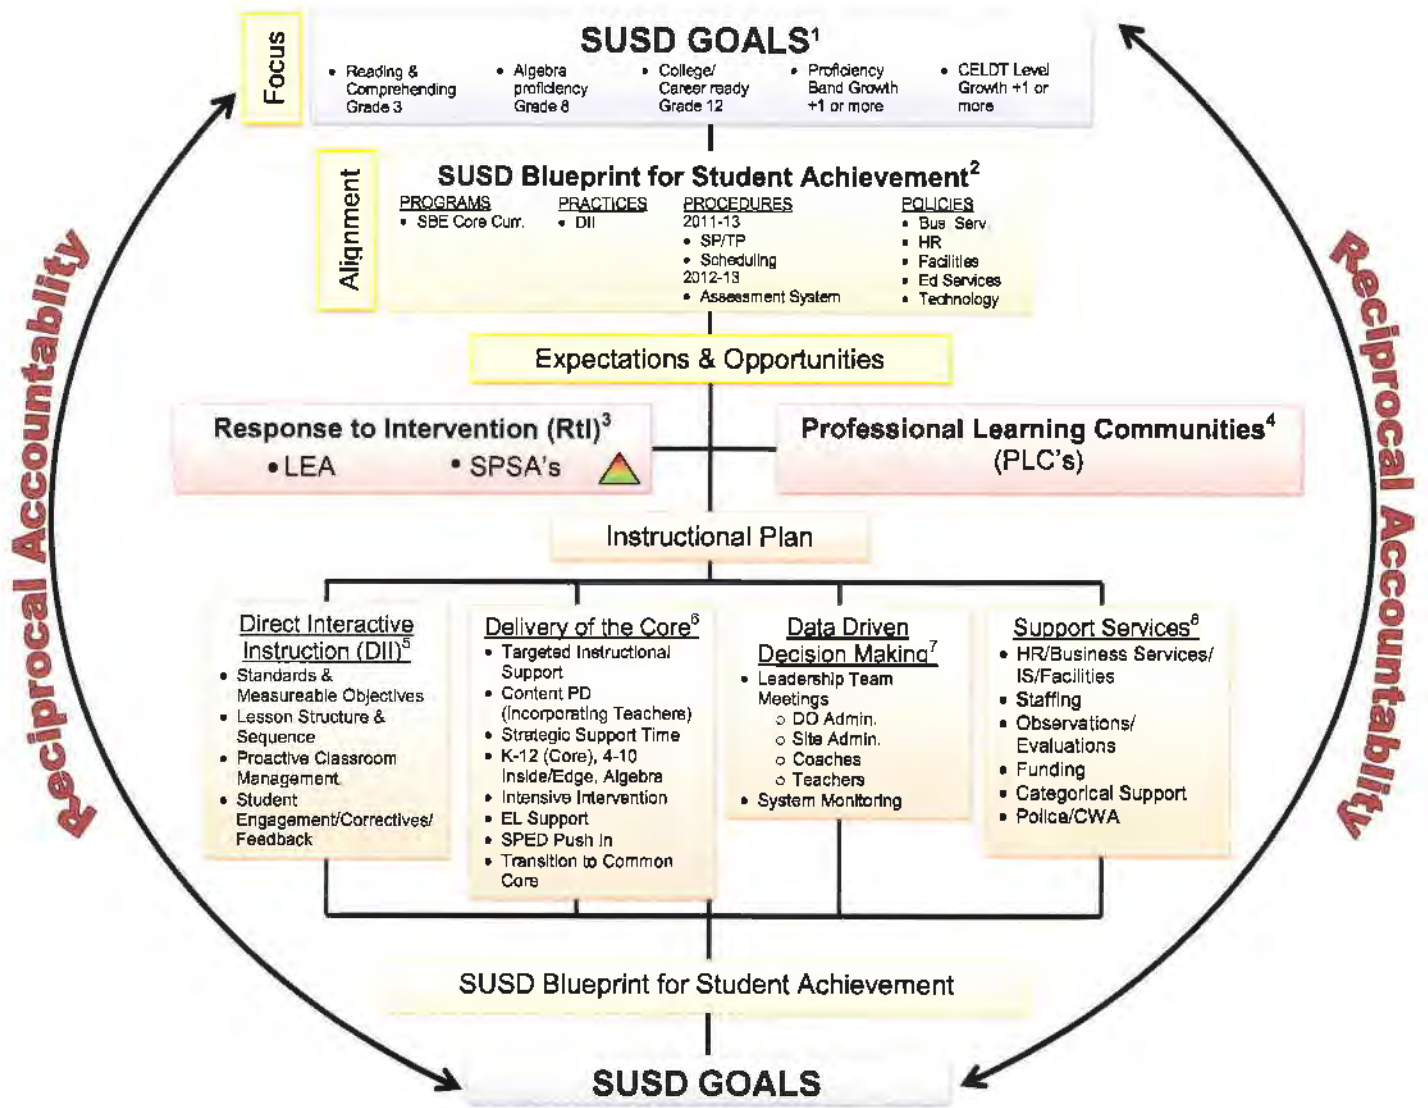 Focus
SUSD GOALS¹
• Reading &
Comprehending
Grade 3
• Algebra
proficiency
Grade 8
• College/
Career ready
Grade 12
• Proficiency
Band Growth
+1 or more
• CELDT Level
Growth +1 or
more
Alignment
SUSD Blueprint for Student Achievement²
PROGRAMS
• SBE Core Curr.
PRACTICES
• DII
PROCEDURES
2011-13
• SP/TP
• Scheduling
2012-13
• Assessment System
POLICIES
• Bus Serv.
• HR
• Facilities
• Ed Services
• Technology
Reciprocal Accountablity
Reciprocal Accountablity
Expectations & Opportunities
Response to Intervention (RtI)³
• LEA • SPSA's
Professional Learning Communities⁴
(PLC's)
Instructional Plan
Direct Interactive
Instruction (DII)⁵
• Standards &
Measureable Objectives
• Lesson Structure &
Sequence
• Proactive Classroom
Management
• Student
Engagement/Correctives/
Feedback
Delivery of the Core⁶
• Targeted Instructional
Support
• Content PD
(Incorporating Teachers)
• Strategic Support Time
• K-12 (Core), 4-10
Inside/Edge, Algebra
• Intensive Intervention
• EL Support
• SPED Push In
• Transition to Common
Core
Data Driven
Decision Making⁷
• Leadership Team
Meetings
o DO Admin.
o Site Admin.
o Coaches
o Teachers
• System Monitoring
Support Services⁸
• HR/Business Services/
IS/Facilities
• Staffing
• Observations/
Evaluations
• Funding
• Categorical Support
• Police/CWA
SUSD Blueprint for Student Achievement
SUSD GOALS